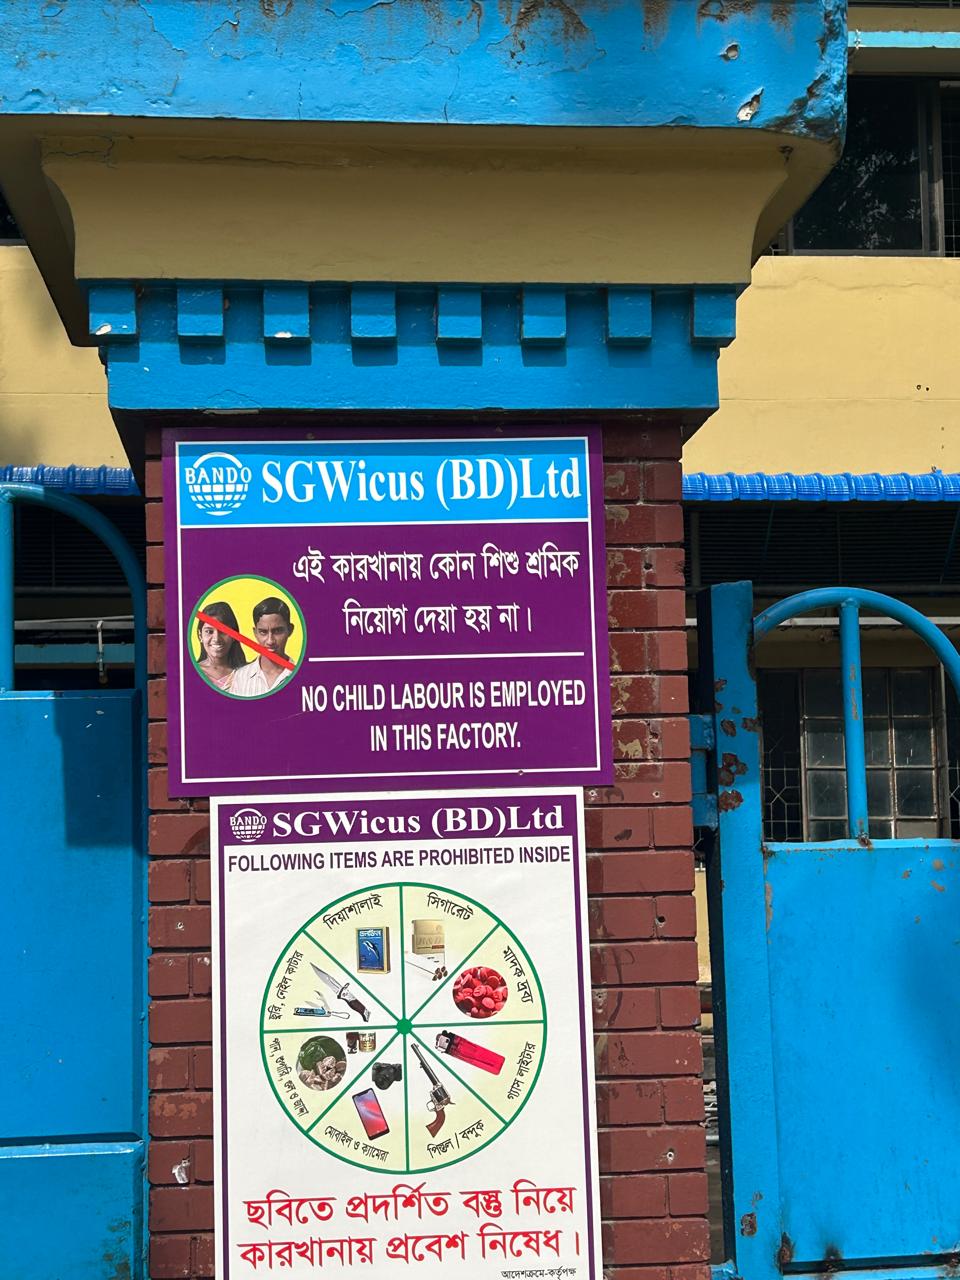 BANDO
SGWicus (BD)Ltd
এই কারখানায় কোন শিশু শ্রমিক
নিয়োগ দেয়া হয় না।
NO CHILD LABOUR IS EMPLOYED
IN THIS FACTORY.
BANDO
SGWicus (BD)Ltd
FOLLOWING ITEMS ARE PROHIBITED INSIDE
দিয়াশালাই
সিগারেট
মাদক দ্রব্য
গ্যাস লাইটার
পিস্তল / বন্দুক
মোবাইল ও ক্যামেরা
ছুরি, নেইল কাটার
ছবিতে প্রদর্শিত বস্তু নিয়ে
কারখানায় প্রবেশ নিষেধ।
আদেশক্রমে-কর্তৃপক্ষ